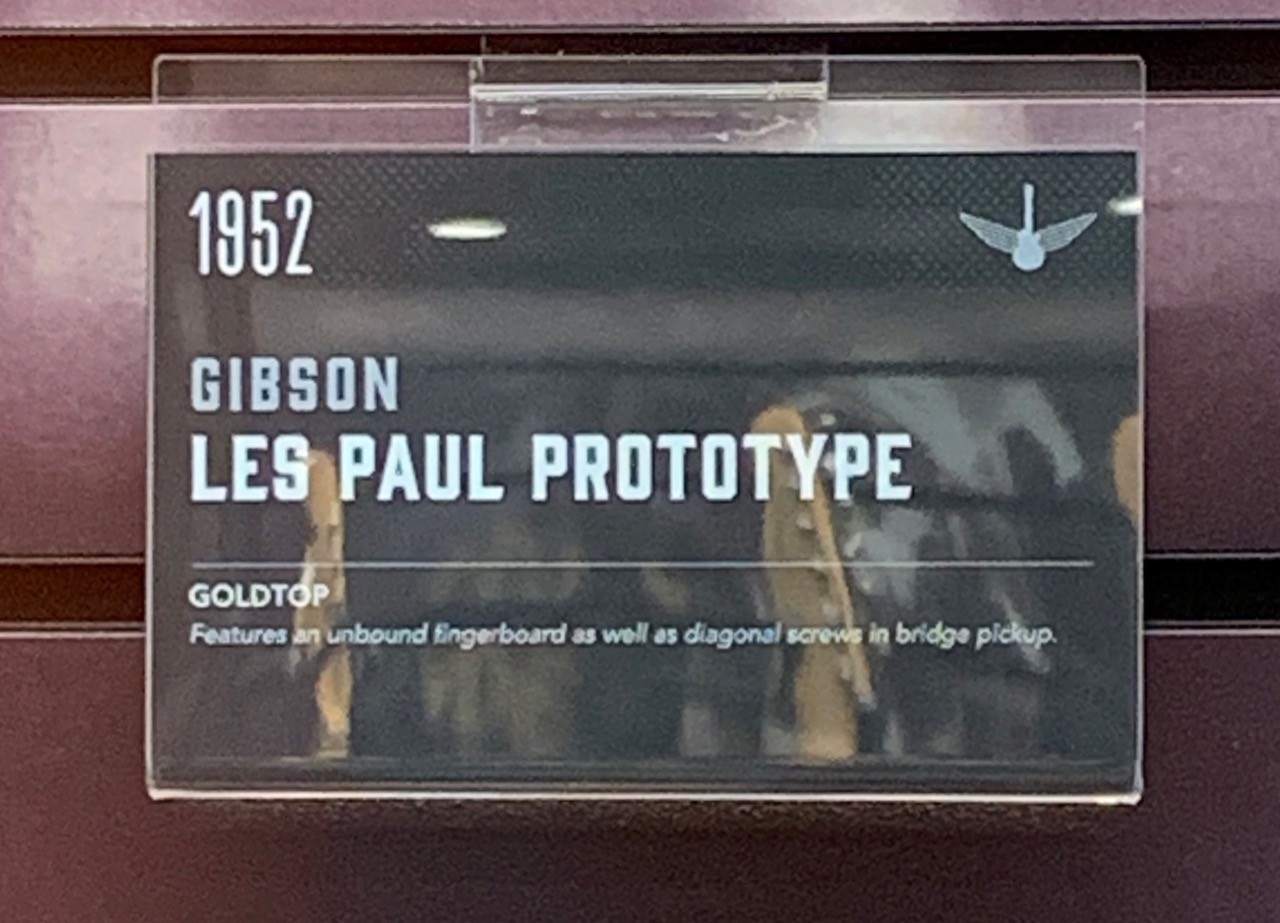 1952
GIBSON
LES PAUL PROTOTYPE
GOLDTOP
Features an unbound fingerboard as well as diagonal screws in bridge pickup.